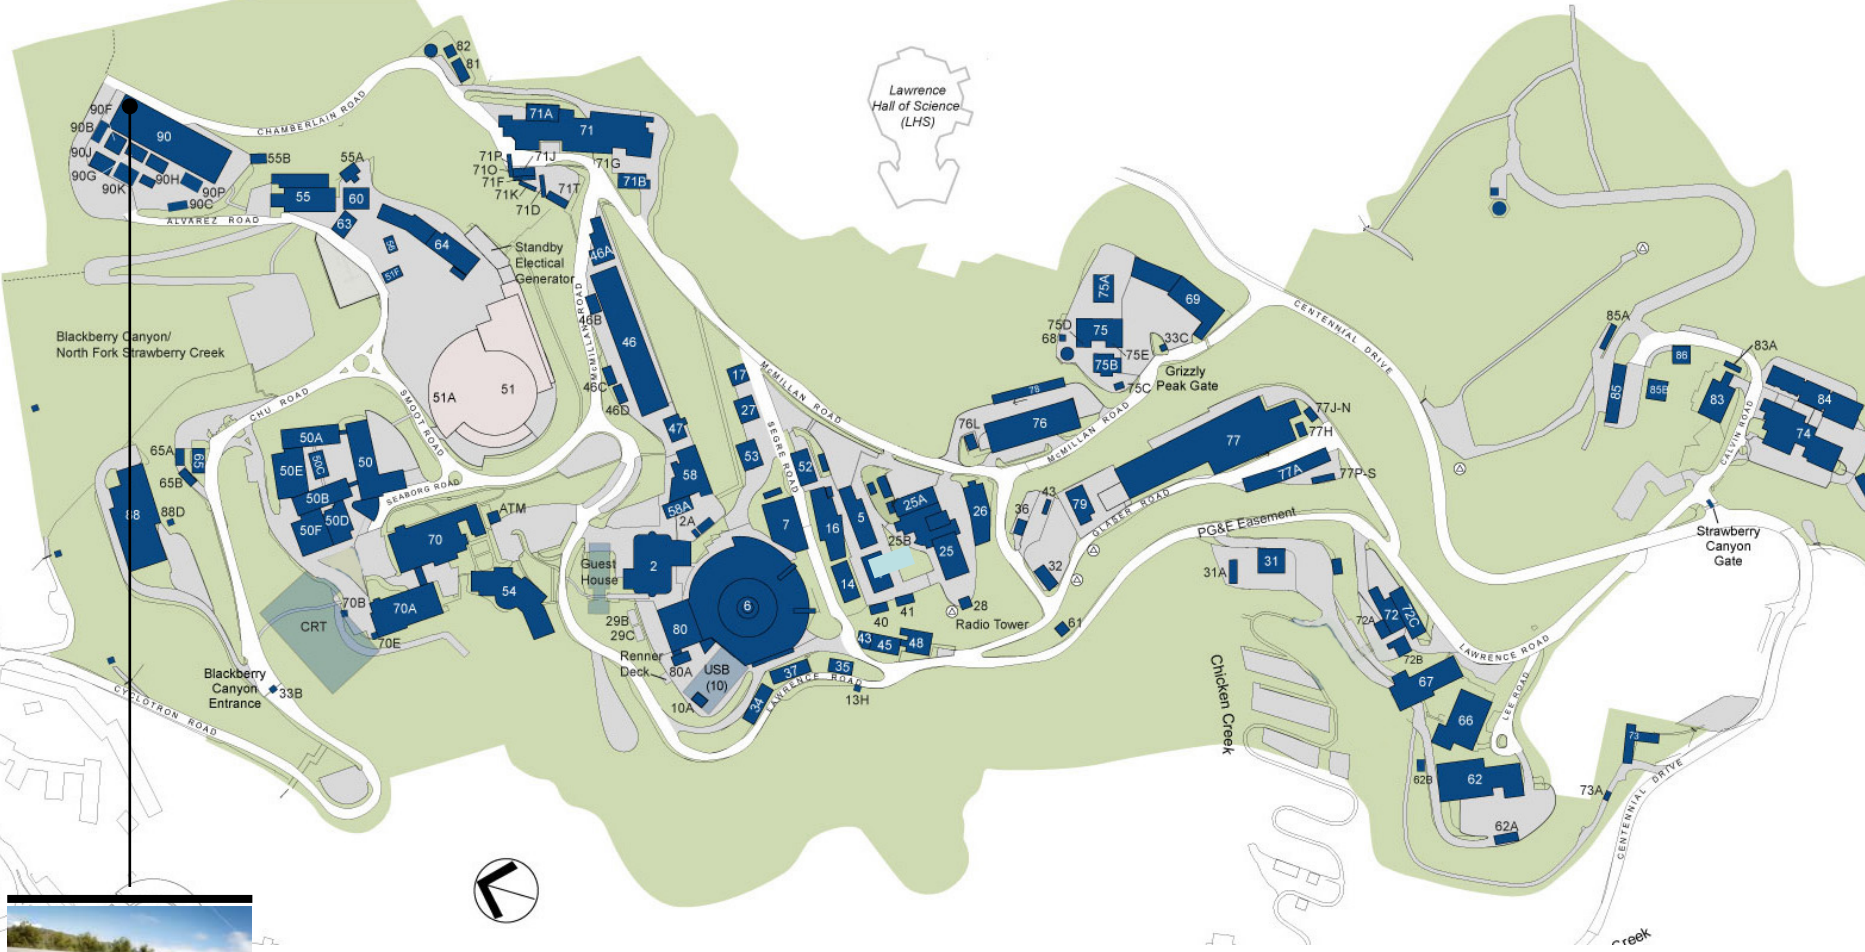 82
81
Lawrence
Hall of Science
(LHS)
90F
90
90B
90J
90G
90K
90H
90P
90C
CHAMBERLAIN ROAD
ALVAREZ ROAD
55B
55A
55
60
63
64
56
51F
71A
71
71P
71J
71O
71F
71K
71D
71T
71G
71B
Standby
Electical
Generator
46A
46B
46
46C
46D
McMILLAN ROAD
Blackberry Canyon/
North Fork Strawberry Creek
51A
51
CHU ROAD
SMOOT ROAD
SEABORG ROAD
50A
50
50E
50C
50B
50D
50F
65A
65
65B
88
88D
70
ATM
70A
70B
70E
54
CRT
Blackberry
Canyon
Entrance
33B
CYCLOTRON ROAD
17
27
53
47
58
58A
2A
2
Guest
House
29B
29C
Renner
Deck
80
80A
6
USB
(10)
10A
34
37
35
13H
LAWRENCE ROAD
McMILLAN ROAD
SEGRE ROAD
52
7
16
5
14
25A
25B
25
26
40
41
28
Radio Tower
43
45
48
36
43
32
61
79
GLASER ROAD
75A
69
75D
68
75
75B
75E
75C
33C
Grizzly
Peak Gate
78
76
76L
McMILLAN ROAD
77
77J-N
77H
77A
77P-S
PG&E Easement
CENTENNIAL DRIVE
85A
85
85B
86
83A
83
84
74
CALVIN ROAD
Strawberry
Canyon
Gate
31A
31
72A
72
72C
72B
LAWRENCE ROAD
67
66
LEE ROAD
62B
62
62A
73
73A
CENTENNIAL DRIVE
Chicken Creek
Creek